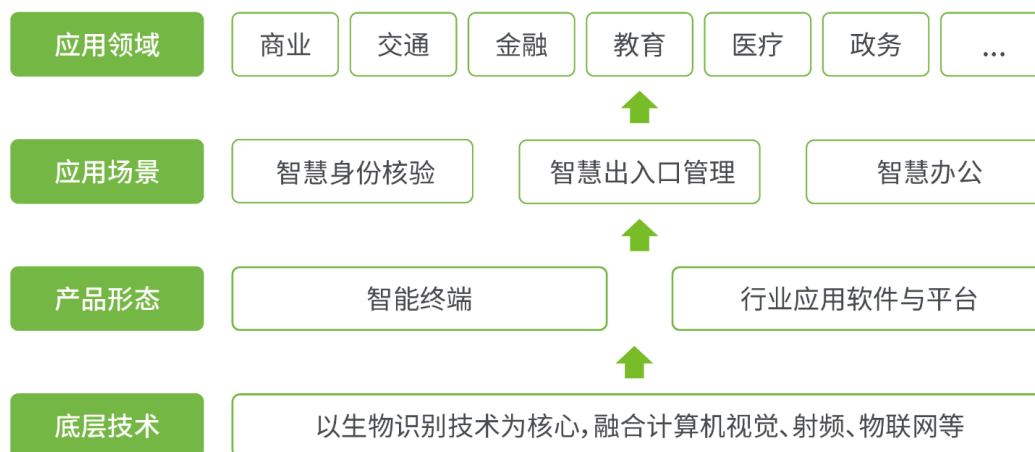 应用领域 商业 交通 金融 教育 医疗 政务 ...
应用场景 智慧身份核验 智慧出入口管理 智慧办公
产品形态 智能终端 行业应用软件与平台
底层技术 以生物识别技术为核心,融合计算机视觉、射频、物联网等